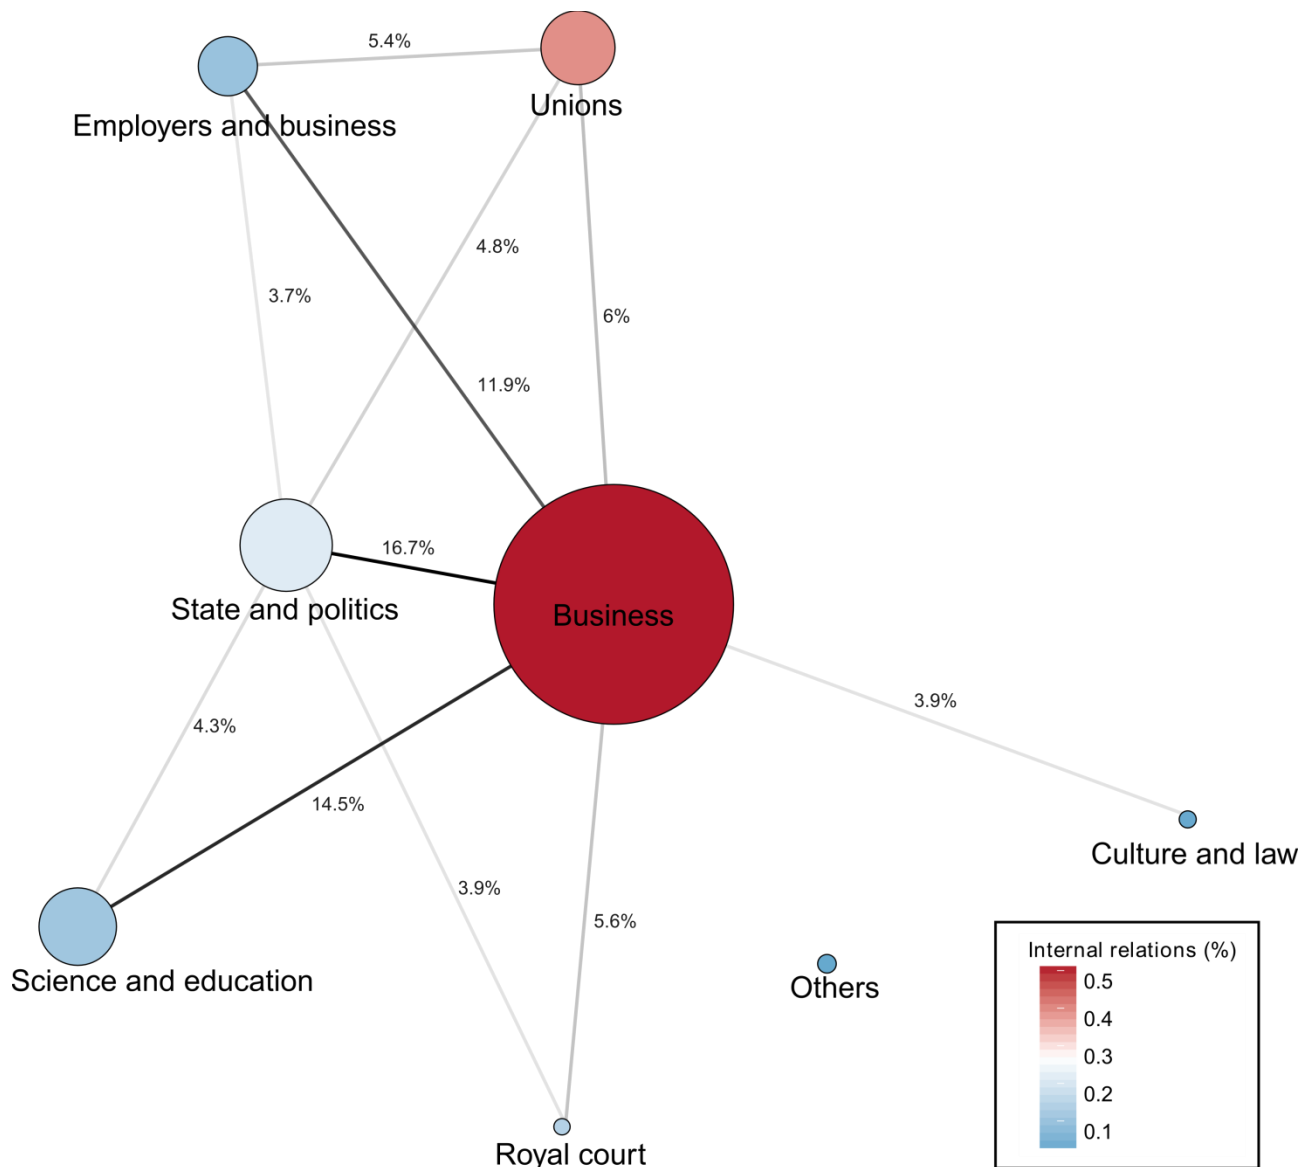 5.4%
Unions
Employers and business
4.8%
3.7%
6%
11.9%
16.7%
State and politics
Business
3.9%
4.3%
14.5%
Culture and law
3.9%
5.6%
Science and education
Others
Royal court
Internal relations (%)
0.5
0.4
0.3
0.2
0.1